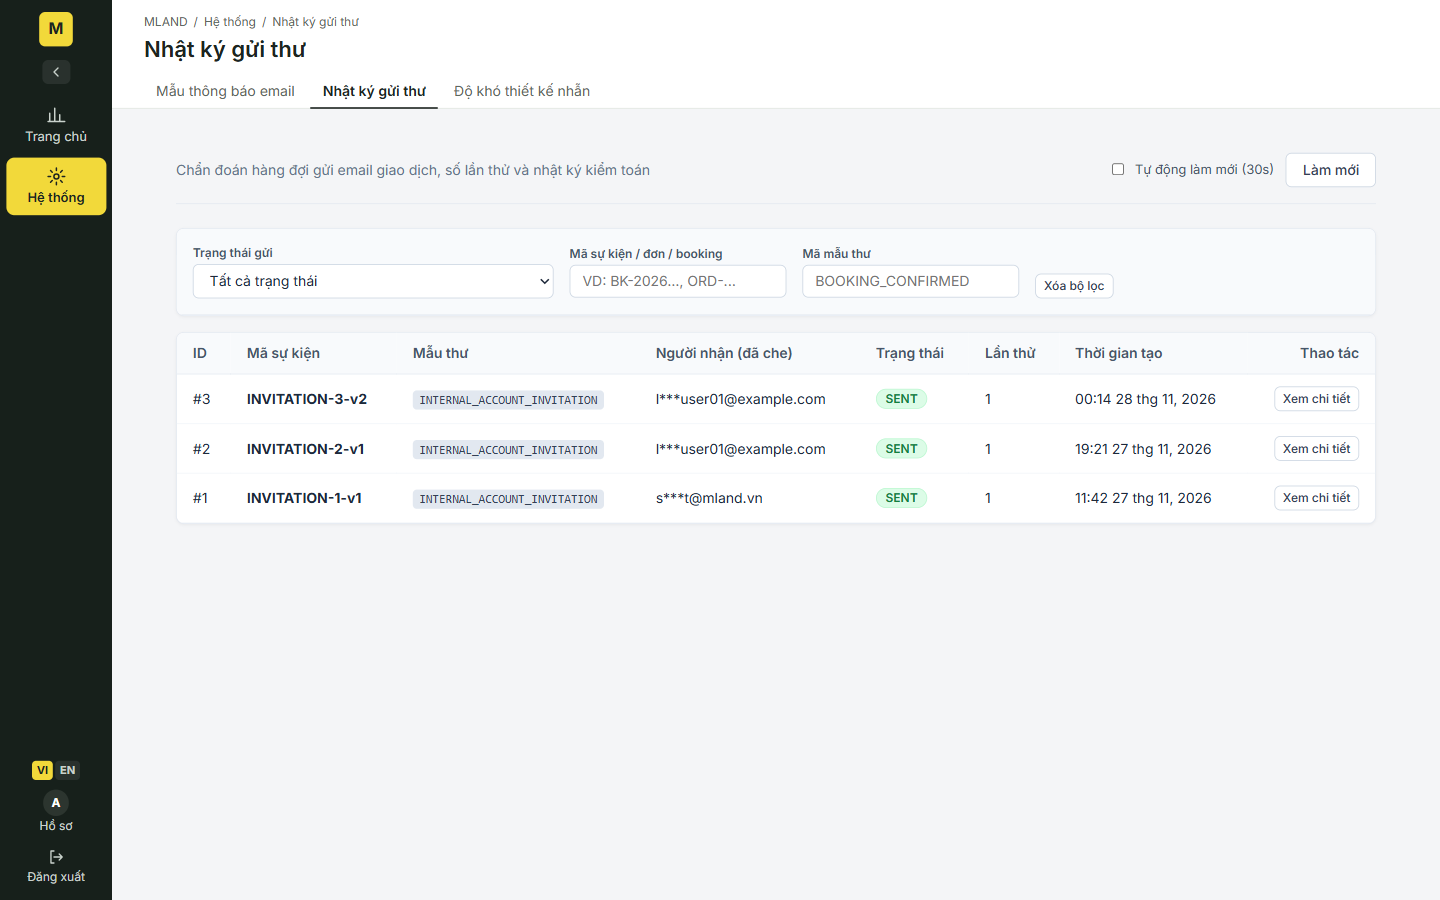 M
Trang chủ
Hệ thống
VI EN
A
Hồ sơ
Đăng xuất
MLAND / Hệ thống / Nhật ký gửi thư
Nhật ký gửi thư
Mẫu thông báo email Nhật ký gửi thư Độ khó thiết kế nhẫn
Chẩn đoán hàng đợi gửi email giao dịch, số lần thử và nhật ký kiểm toán Tự động làm mới (30s) Làm mới
Trạng thái gửi Mã sự kiện / đơn / booking Mã mẫu thư
Tất cả trạng thái VD: BK-2026..., ORD-... BOOKING_CONFIRMED Xóa bộ lọc
ID Mã sự kiện Mẫu thư Người nhận (đã che) Trạng thái Lần thử Thời gian tạo Thao tác
#3 INVITATION-3-v2 INTERNAL_ACCOUNT_INVITATION l***user01@example.com SENT 1 00:14 28 thg 11, 2026 Xem chi tiết
#2 INVITATION-2-v1 INTERNAL_ACCOUNT_INVITATION l***user01@example.com SENT 1 19:21 27 thg 11, 2026 Xem chi tiết
#1 INVITATION-1-v1 INTERNAL_ACCOUNT_INVITATION s***t@mland.vn SENT 1 11:42 27 thg 11, 2026 Xem chi tiết